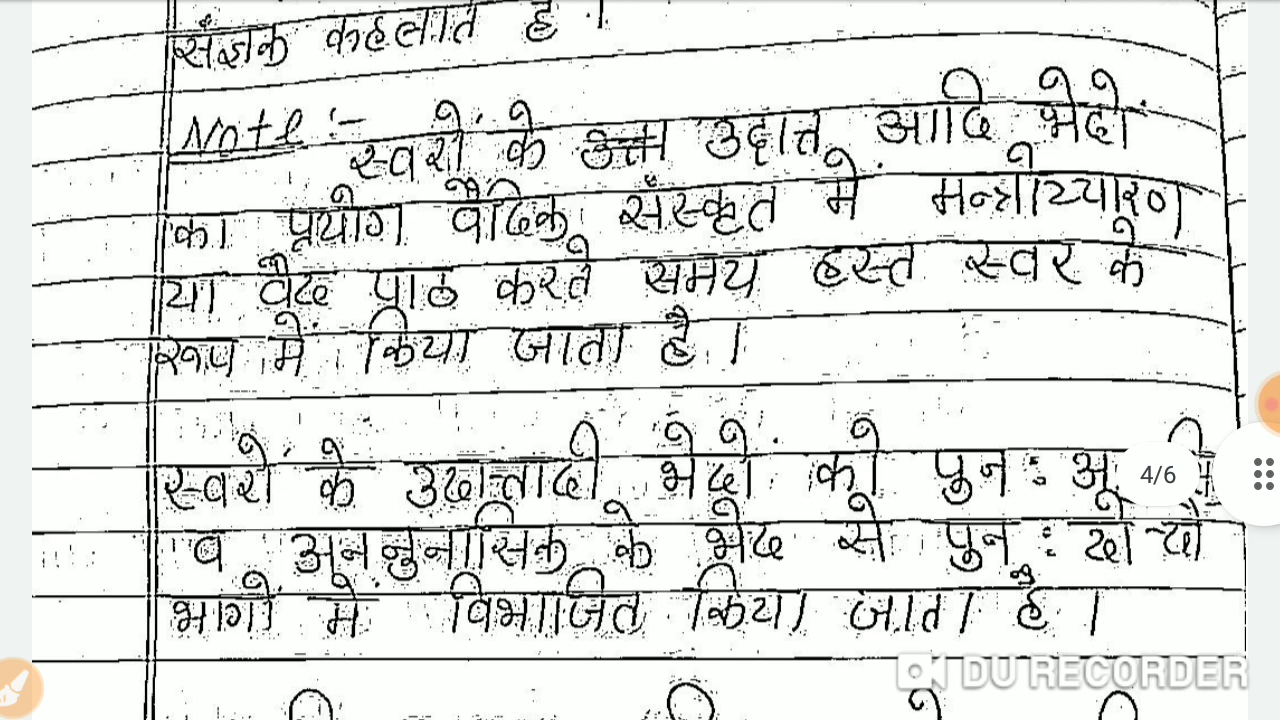 संज्ञक कहलाते है ।
Note :- स्वरों के उदात्त आदि भेदों
का प्रयोग वैदिक संस्कृत में मन्त्रोच्चारण
या वेद पाठ करते समय हस्त स्वर के
रूप में किया जाता है ।
स्वरों के उदात्तादी भेदों को पुन:
4/6
व अननुनासिक के भेद से पुन: दो-दो
भागों में विभाजित किया जाता है ।
DU RECORDER